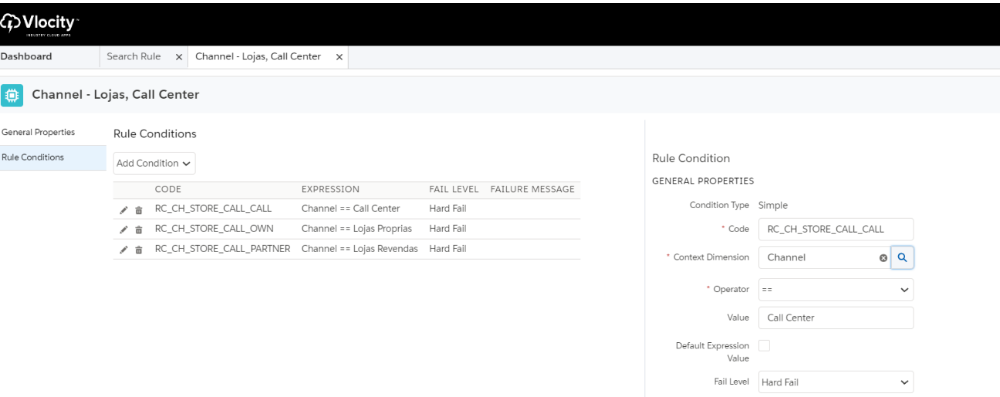 Vlocity
INDUSTRY CLOUD APPS
Dashboard
Search Rule ×
Channel - Lojas, Call Center ×
Channel - Lojas, Call Center
General Properties
Rule Conditions
Rule Conditions
Add Condition
CODE EXPRESSION FAIL LEVEL FAILURE MESSAGE
RC_CH_STORE_CALL_CALL Channel == Call Center Hard Fail
RC_CH_STORE_CALL_OWN Channel == Lojas Proprias Hard Fail
RC_CH_STORE_CALL_PARTNER Channel == Lojas Revendas Hard Fail
Rule Condition
GENERAL PROPERTIES
Condition Type Simple
* Code RC_CH_STORE_CALL_CALL
* Context Dimension Channel
* Operator ==
Value Call Center
Default Expression
Value
Fail Level Hard Fail